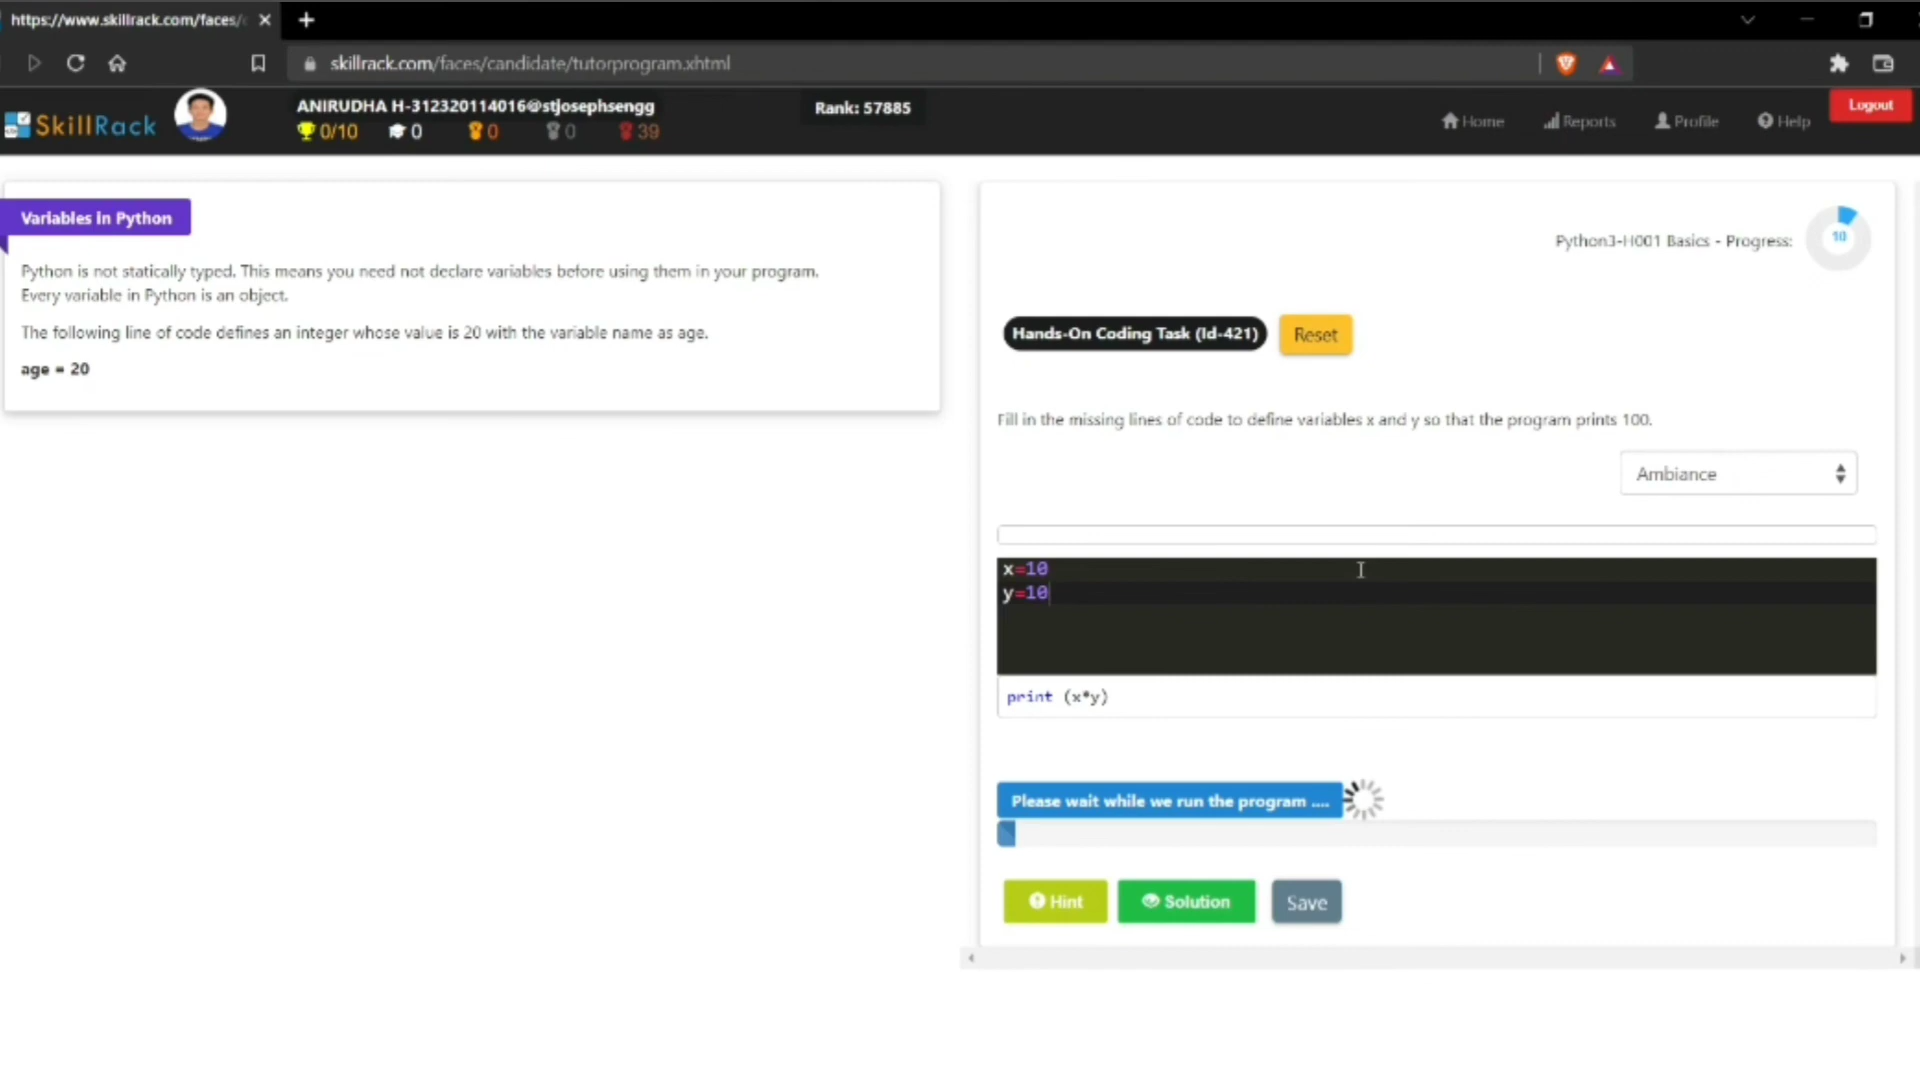 https://www.skillrack.com/faces/
skillrack.com/faces/candidate/tutorprogram.xhtml
SkillRack
ANIRUDHA H-312320114016@stjosephsengg
0/10 0 0 0 39
Rank: 57885
Home Reports Profile Help Logout
Variables in Python
Python is not statically typed. This means you need not declare variables before using them in your program.
Every variable in Python is an object.
The following line of code defines an integer whose value is 20 with the variable name as age.
age = 20
Python3-H001 Basics - Progress: 10
Hands-On Coding Task (Id-421) Reset
Fill in the missing lines of code to define variables x and y so that the program prints 100.
Ambiance
x=10
y=10
print (x*y)
Please wait while we run the program ....
Hint Solution Save